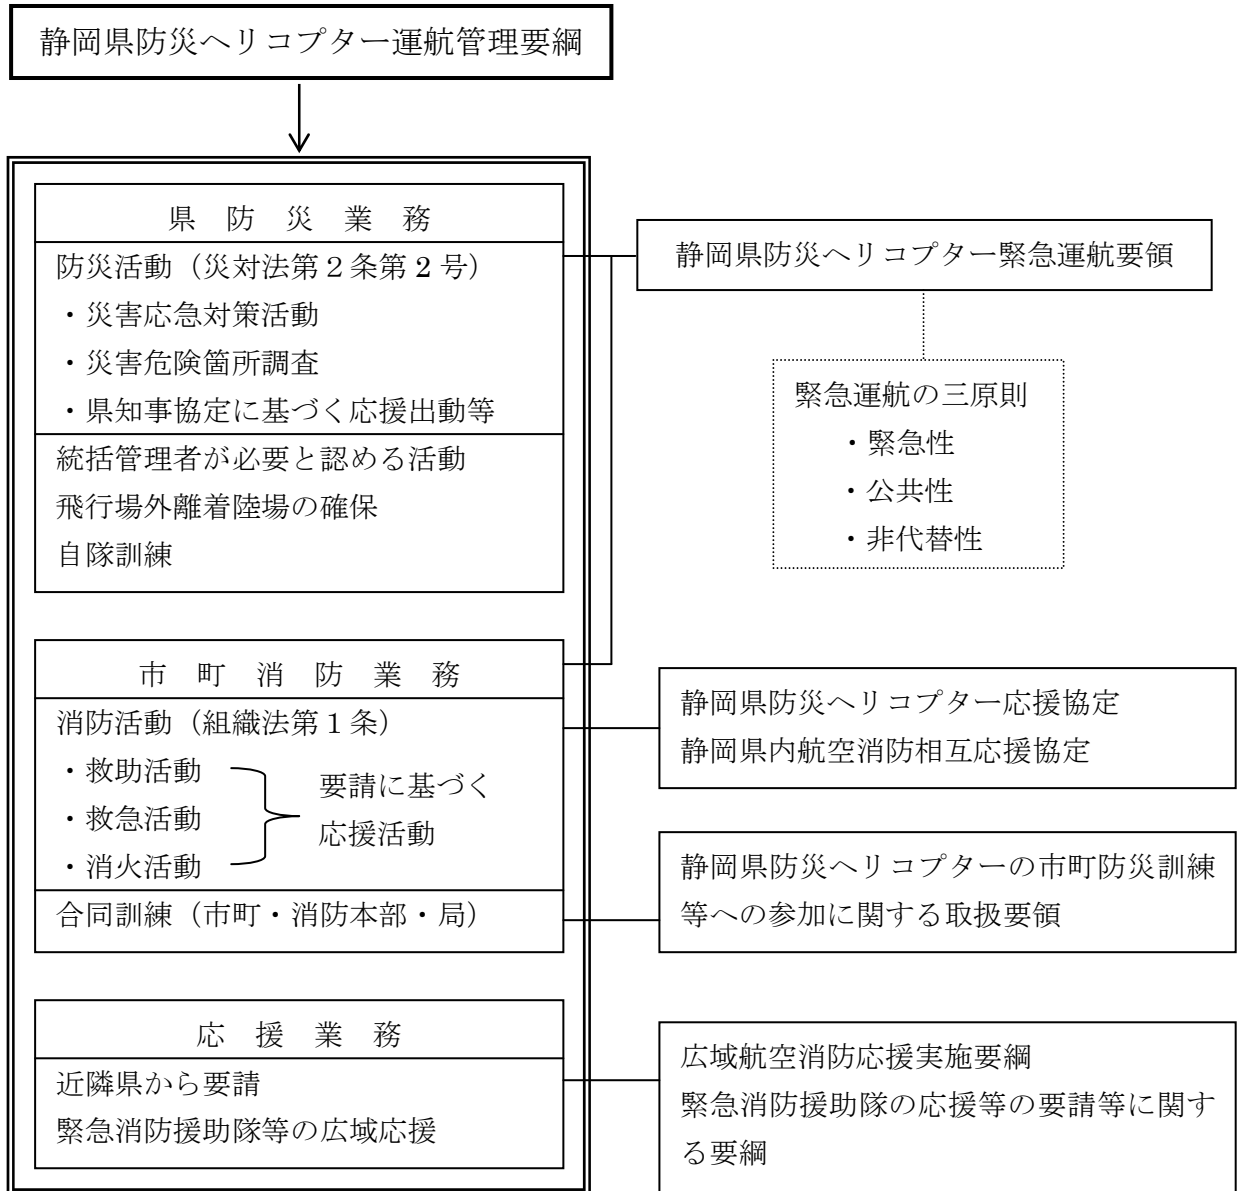 静岡県防災ヘリコプター運航管理要綱
県防災業務
防災活動（災対法第２条第２号）
・災害応急対策活動
・災害危険箇所調査
・県知事協定に基づく応援出動等
統括管理者が必要と認める活動
飛行場外離着陸場の確保
自隊訓練
静岡県防災ヘリコプター緊急運航要領
緊急運航の三原則
・緊急性
・公共性
・非代替性
市町消防業務
消防活動（組織法第１条）
・救助活動
・救急活動
・消火活動
要請に基づく
応援活動
合同訓練（市町・消防本部・局）
静岡県防災ヘリコプター応援協定
静岡県内航空消防相互応援協定
静岡県防災ヘリコプターの市町防災訓練
等への参加に関する取扱要領
応援業務
近隣県から要請
緊急消防援助隊等の広域応援
広域航空消防応援実施要綱
緊急消防援助隊の応援等の要請等に関す
る要綱